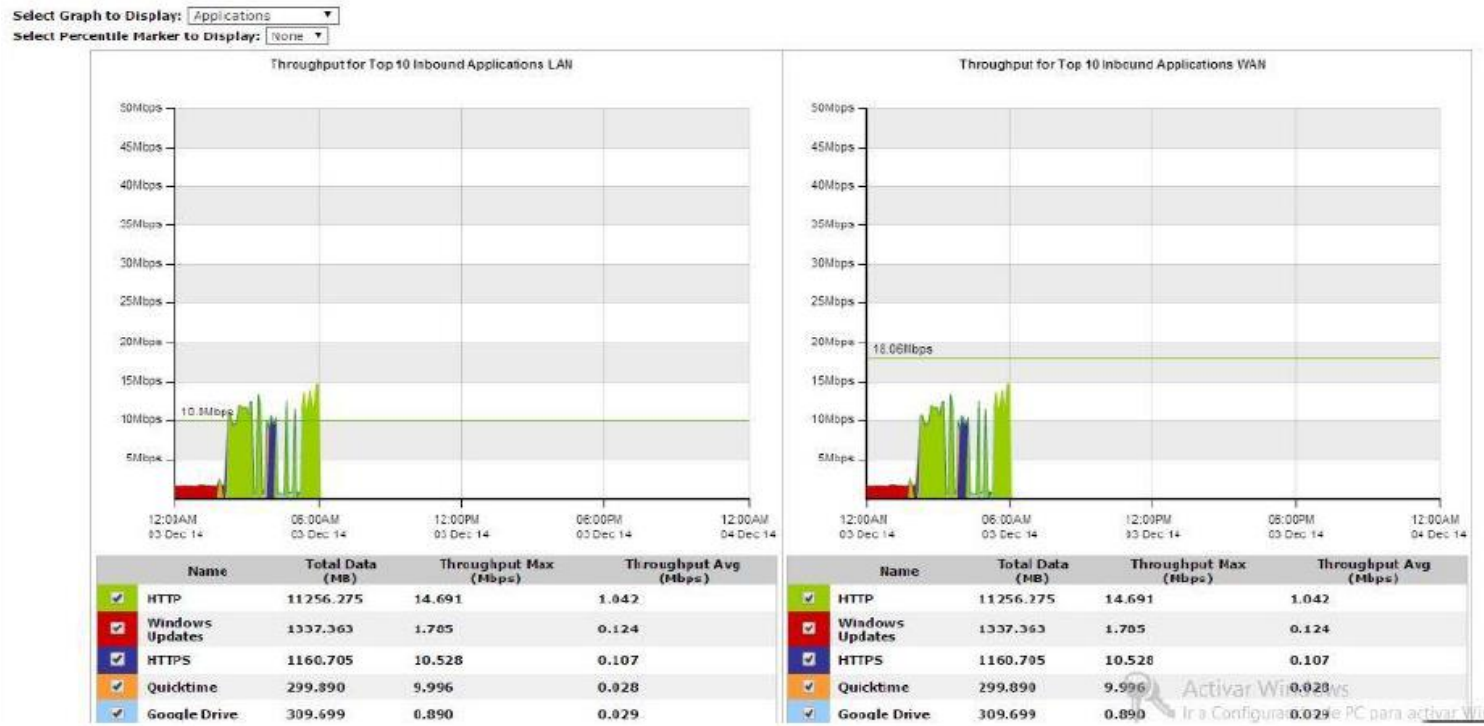 Select Graph to Display: Applications
Select Percentile Marker to Display: None
Throughput for Top 10 Inbound Applications LAN
50Mbps
45Mbps
40Mbps
35Mbps
30Mbps
25Mbps
20Mbps
15Mbps
10Mbps
5Mbps
12:00AM 06:00AM 12:00PM 06:00PM 12:00AM
03 Dec 14 03 Dec 14 03 Dec 14 03 Dec 14 04 Dec 14
Name Total Data (MB) Throughput Max (Mbps) Throughput Avg (Mbps)
HTTP 11256.275 14.691 1.042
Windows Updates 1337.363 1.785 0.124
HTTPS 1160.705 10.528 0.107
Quicktime 299.890 9.996 0.028
Google Drive 309.699 0.890 0.029
Throughput for Top 10 Inbound Applications WAN
50Mbps
45Mbps
40Mbps
35Mbps
30Mbps
25Mbps
20Mbps
18.06Mbps
15Mbps
10Mbps
5Mbps
12:00AM 06:00AM 12:00PM 06:00PM 12:00AM
03 Dec 14 03 Dec 14 03 Dec 14 03 Dec 14 04 Dec 14
Name Total Data (MB) Throughput Max (Mbps) Throughput Avg (Mbps)
HTTP 11256.275 14.691 1.042
Windows Updates 1337.363 1.785 0.124
HTTPS 1160.705 10.528 0.107
Quicktime 299.890 9.996 0.028
Google Drive 309.699 0.890 0.029
Activar Windows
Ir a Configuración de PC para activar